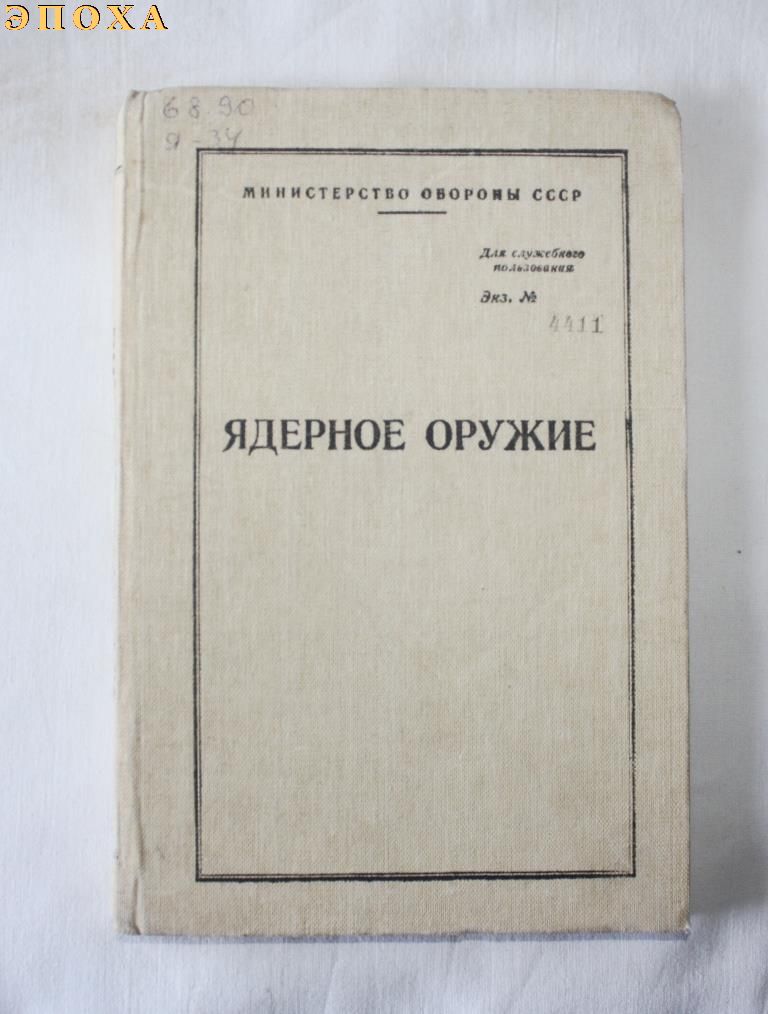 ЭПОХА
68.90
Я-34
МИНИСТЕРСТВО ОБОРОНЫ СССР
Для служебного
пользования
Экз. №
4411
ЯДЕРНОЕ ОРУЖИЕ